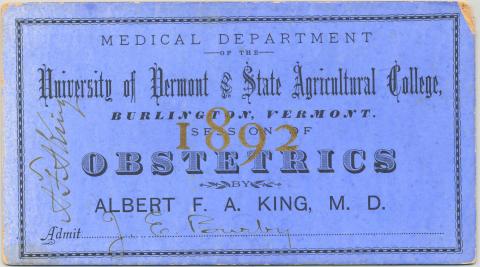 MEDICAL DEPARTMENT
OF THE
University of Vermont & State Agricultural College,
BURLINGTON, VERMONT.
SESSION OF
1892
OBSTETRICS
BY
ALBERT F. A. KING, M. D.
Admit J. E.
A F A King